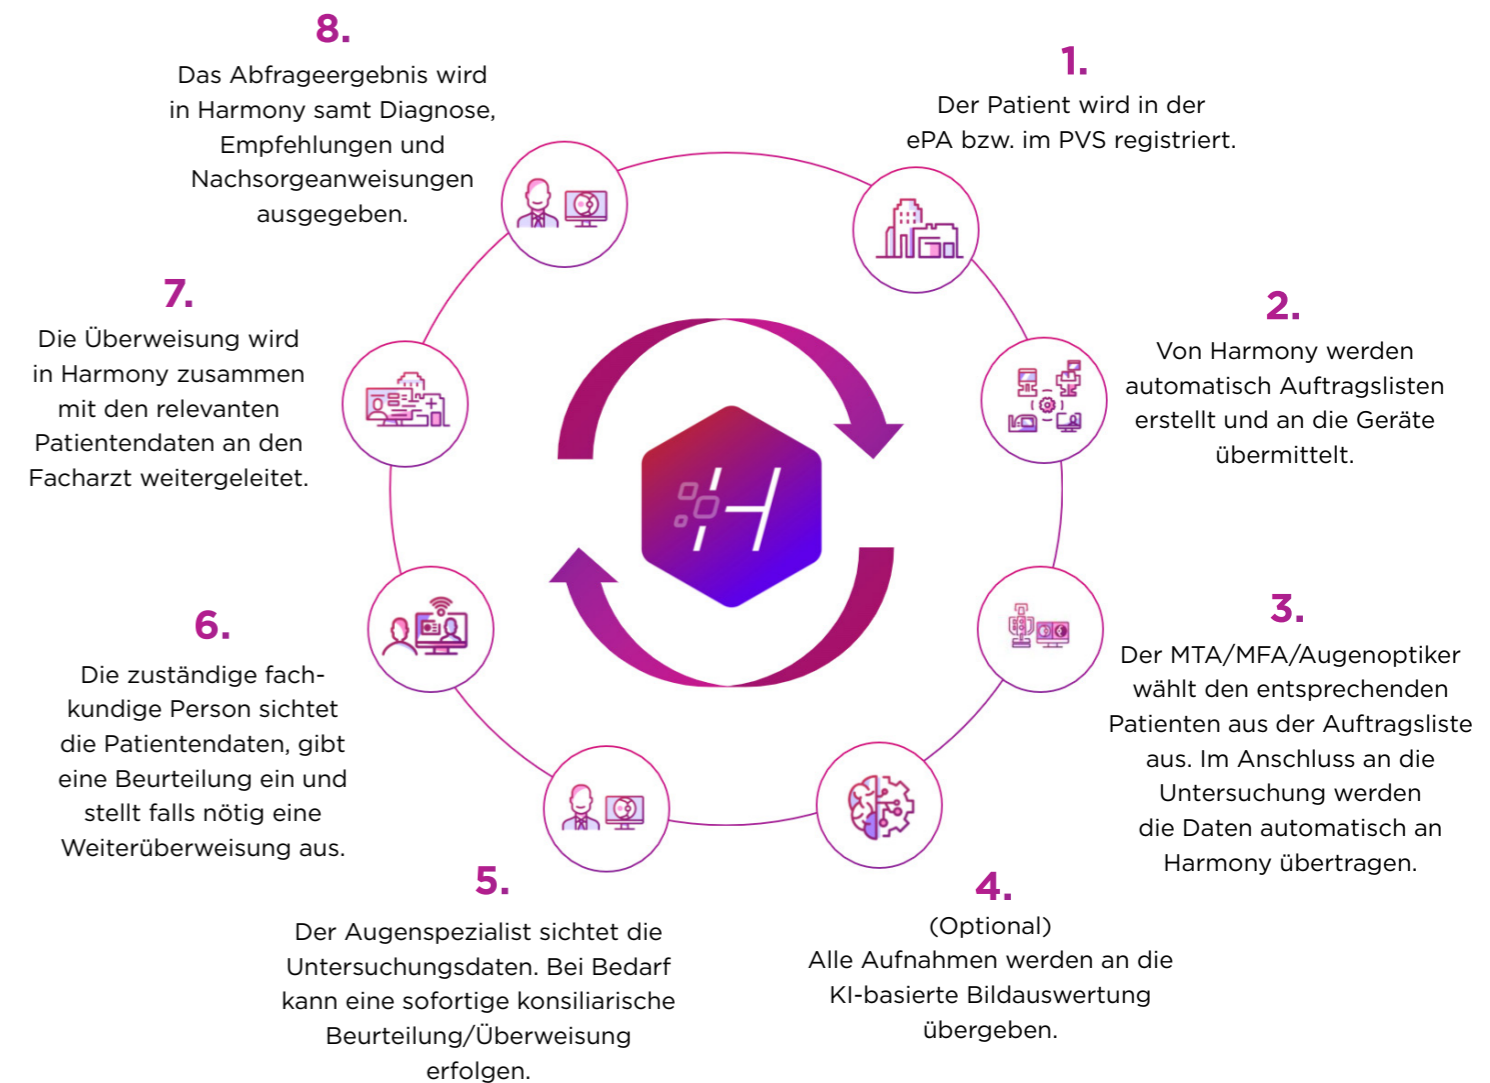 1.
Der Patient wird in der
ePA bzw. im PVS registriert.
2.
Von Harmony werden
automatisch Auftragslisten
erstellt und an die Geräte
übermittelt.
3.
Der MTA/MFA/Augenoptiker
wählt den entsprechenden
Patienten aus der Auftragsliste
aus. Im Anschluss an die
Untersuchung werden
die Daten automatisch an
Harmony übertragen.
4.
(Optional)
Alle Aufnahmen werden an die
KI-basierte Bildauswertung
übergeben.
5.
Der Augenspezialist sichtet die
Untersuchungsdaten. Bei Bedarf
kann eine sofortige konsiliarische
Beurteilung/Überweisung
erfolgen.
6.
Die zuständige fach-
kundige Person sichtet
die Patientendaten, gibt
eine Beurteilung ein und
stellt falls nötig eine
Weiterüberweisung aus.
7.
Die Überweisung wird
in Harmony zusammen
mit den relevanten
Patientendaten an den
Facharzt weitergeleitet.
8.
Das Abfrageergebnis wird
in Harmony samt Diagnose,
Empfehlungen und
Nachsorgeanweisungen
ausgegeben.
H